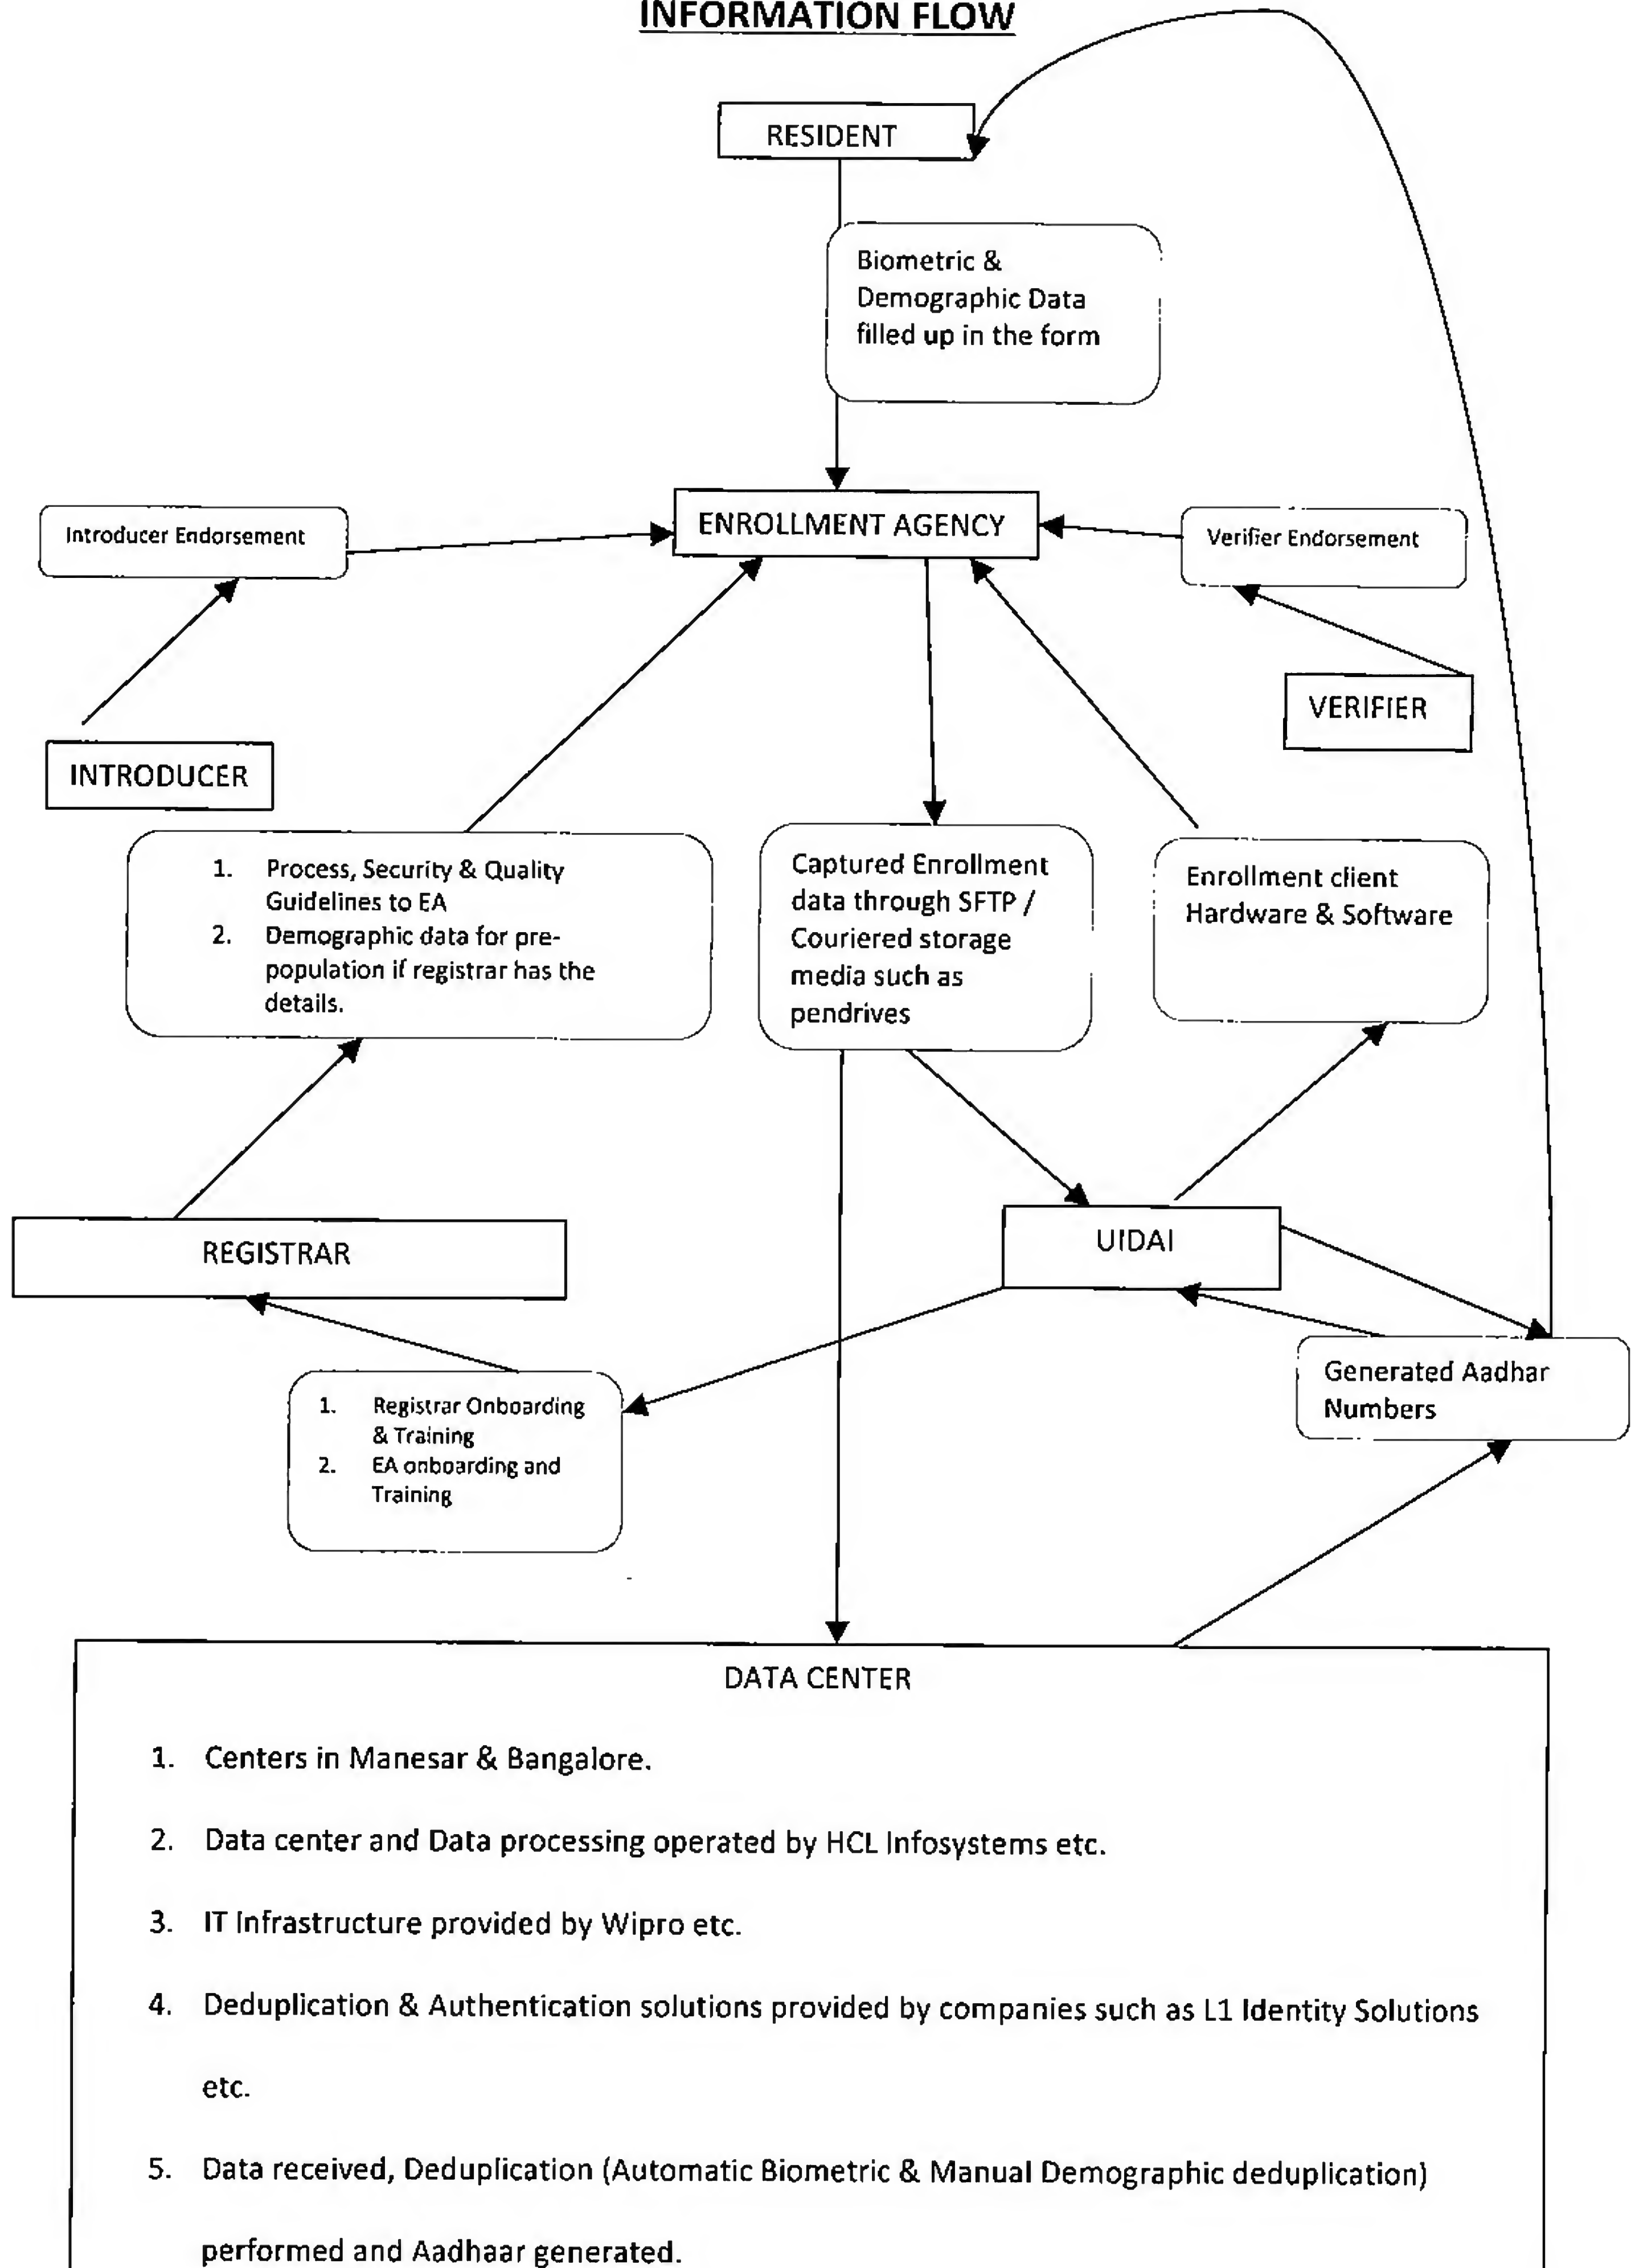 INFORMATION FLOW
RESIDENT
Biometric &
Demographic Data
filled up in the form
ENROLLMENT AGENCY
Introducer Endorsement
Verifier Endorsement
VERIFIER
INTRODUCER
1. Process, Security & Quality
Guidelines to EA
2. Demographic data for pre-
population if registrar has the
details.
Captured Enrollment
data through SFTP /
Couriered storage
media such as
pendrives
Enrollment client
Hardware & Software
REGISTRAR
UIDAI
Generated Aadhar
Numbers
1. Registrar Onboarding
& Training
2. EA onboarding and
Training
DATA CENTER
1. Centers in Manesar & Bangalore.
2. Data center and Data processing operated by HCL Infosystems etc.
3. IT Infrastructure provided by Wipro etc.
4. Deduplication & Authentication solutions provided by companies such as L1 Identity Solutions
etc.
5. Data received, Deduplication (Automatic Biometric & Manual Demographic deduplication)
performed and Aadhaar generated.